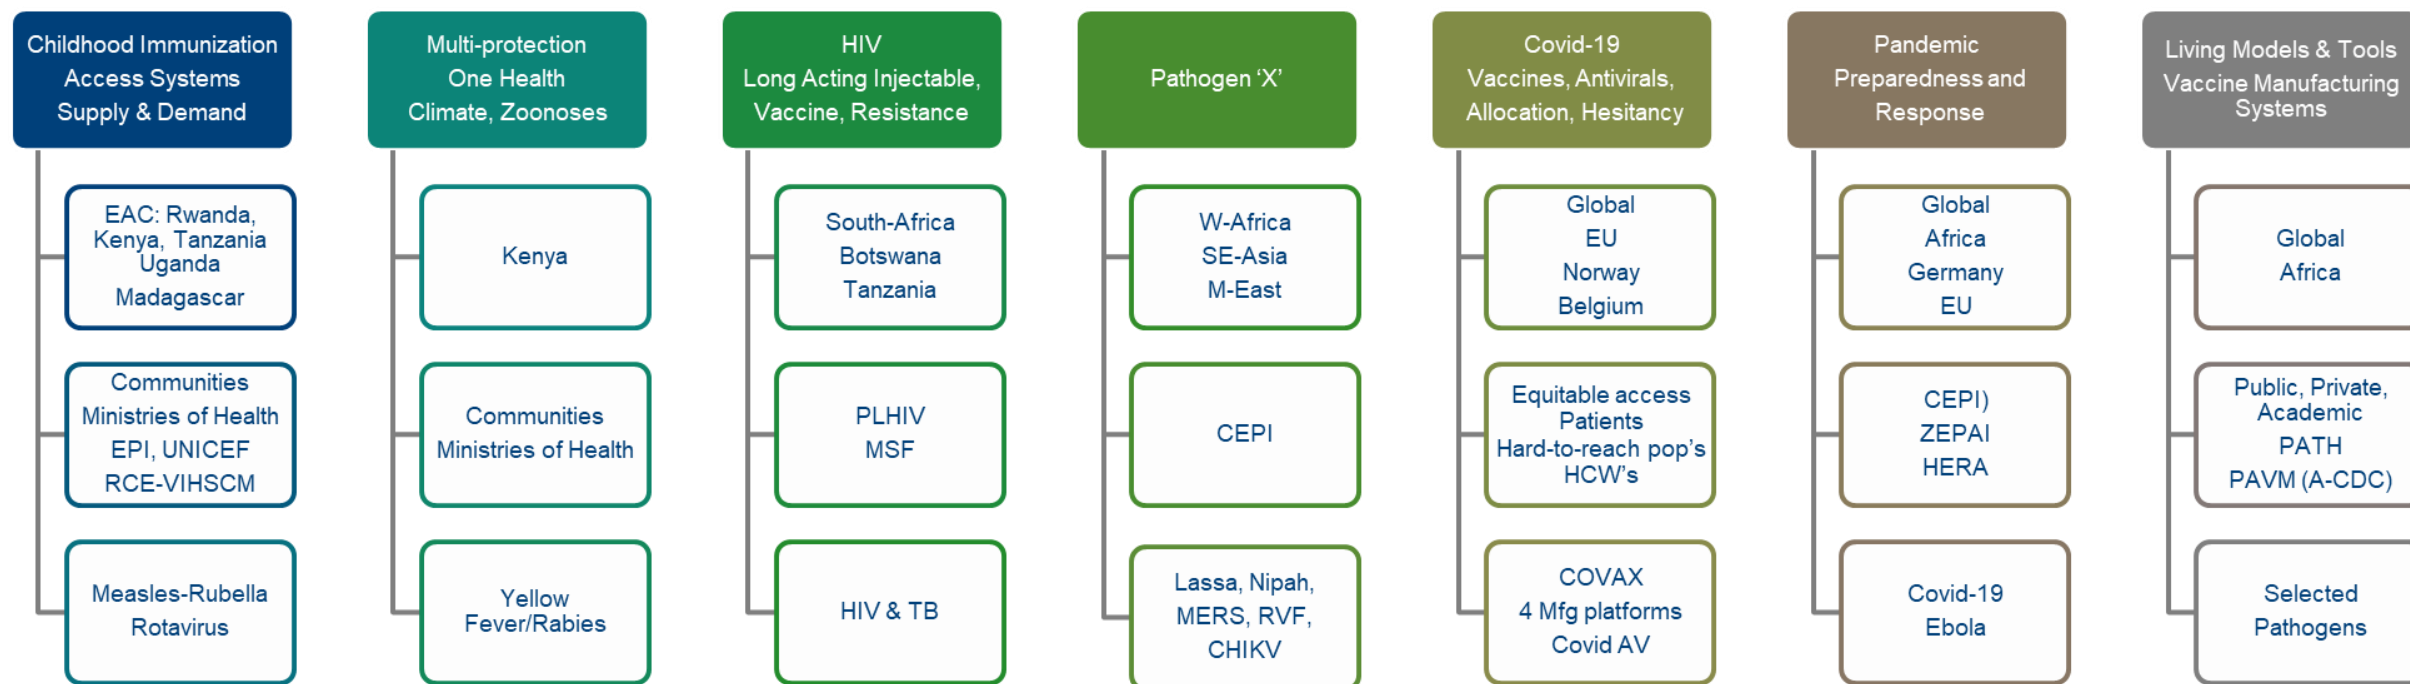 Childhood Immunization
Access Systems
Supply & Demand
EAC: Rwanda,
Kenya, Tanzania
Uganda
Madagascar
Communities
Ministries of Health
EPI, UNICEF
RCE-VIHSCM
Measles-Rubella
Rotavirus
Multi-protection
One Health
Climate, Zoonoses
Kenya
Communities
Ministries of Health
Yellow
Fever/Rabies
HIV
Long Acting Injectable,
Vaccine, Resistance
South-Africa
Botswana
Tanzania
PLHIV
MSF
HIV & TB
Pathogen ‘X’
W-Africa
SE-Asia
M-East
CEPI
Lassa, Nipah,
MERS, RVF,
CHIKV
Covid-19
Vaccines, Antivirals,
Allocation, Hesitancy
Global
EU
Norway
Belgium
Equitable access
Patients
Hard-to-reach pop’s
HCW’s
COVAX
4 Mfg platforms
Covid AV
Pandemic
Preparedness and
Response
Global
Africa
Germany
EU
CEPI)
ZEPAI
HERA
Covid-19
Ebola
Living Models & Tools
Vaccine Manufacturing
Systems
Global
Africa
Public, Private,
Academic
PATH
PAVM (A-CDC)
Selected
Pathogens